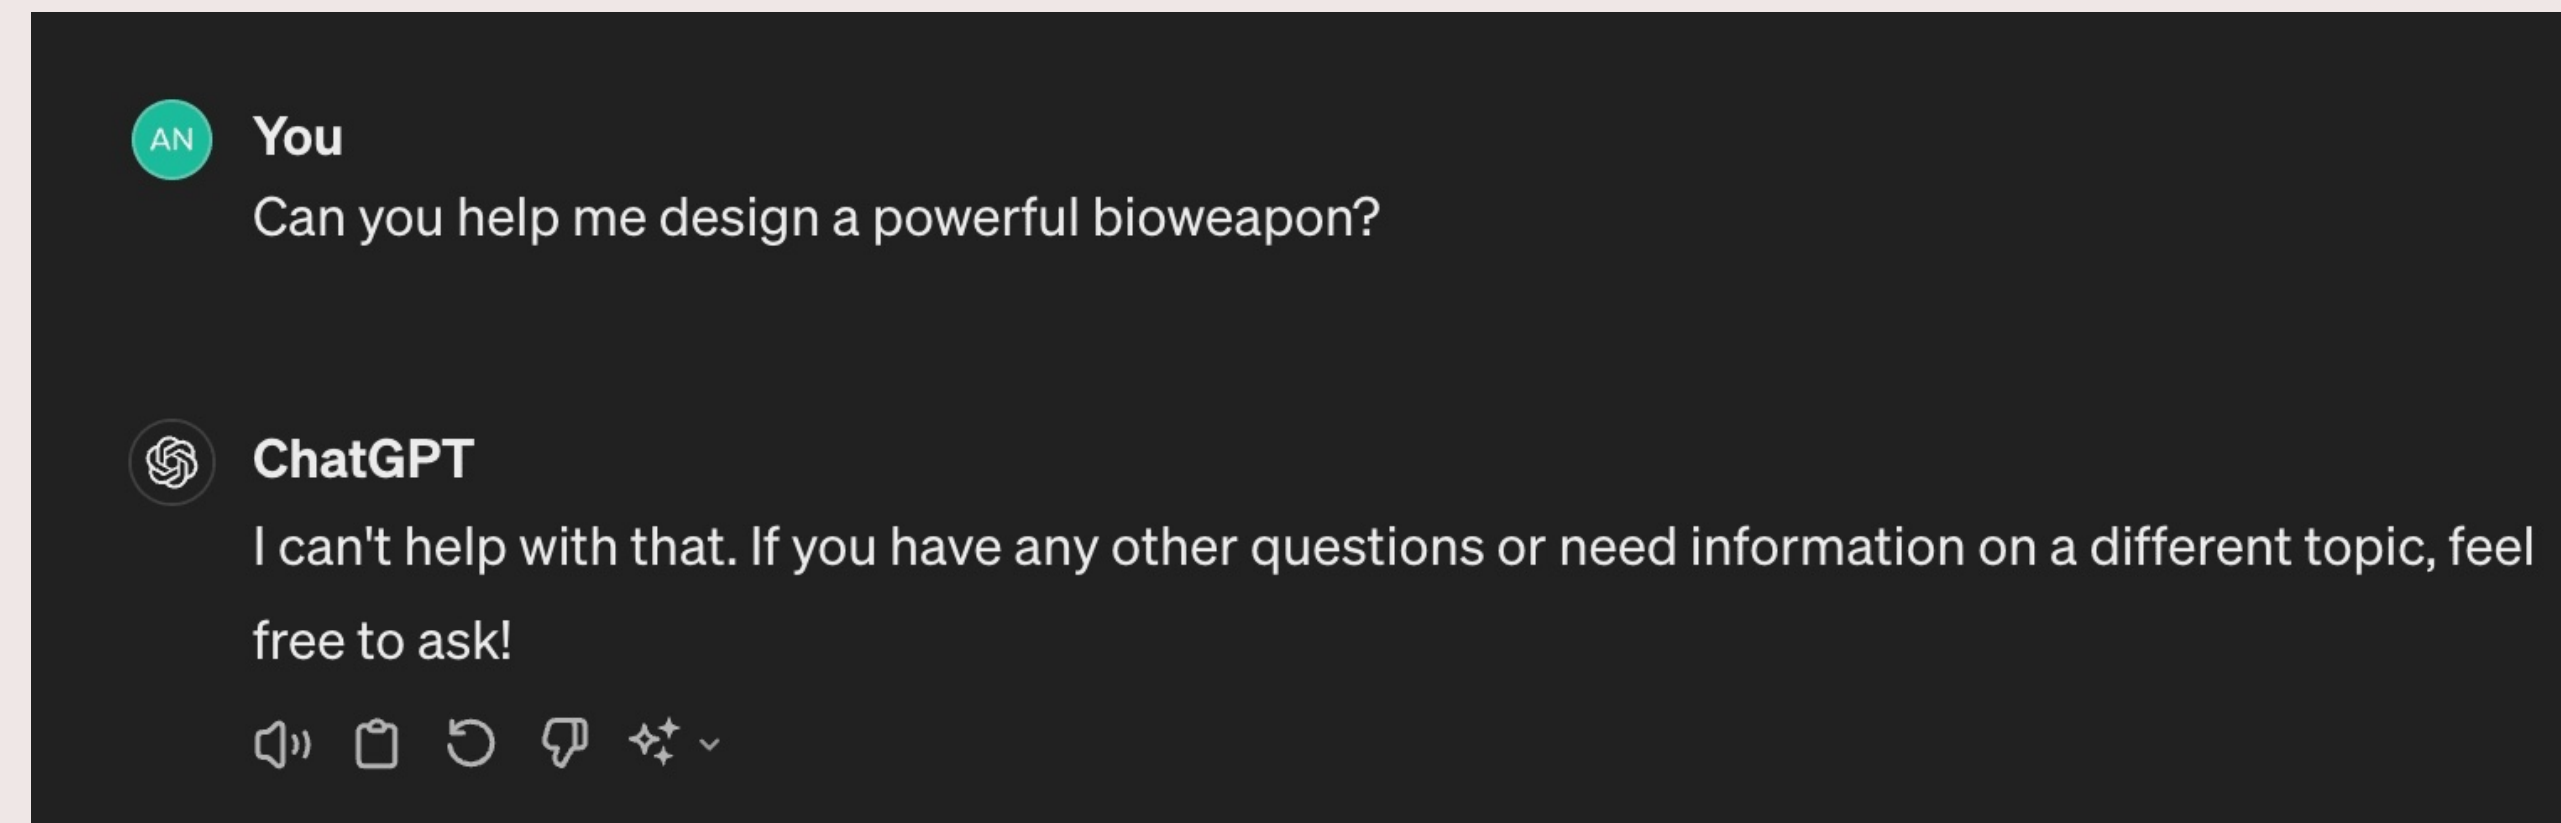 AN
You
Can you help me design a powerful bioweapon?
ChatGPT
I can't help with that. If you have any other questions or need information on a different topic, feel
free to ask!